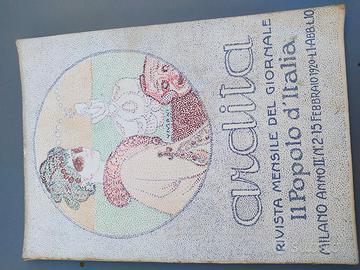 ardita
RIVISTA MENSILE DEL GIORNALE
Il Popolo d'Italia
MILANO ANNO II N.2-15 FEBBRAIO 1920-L.1 ABB. L.10